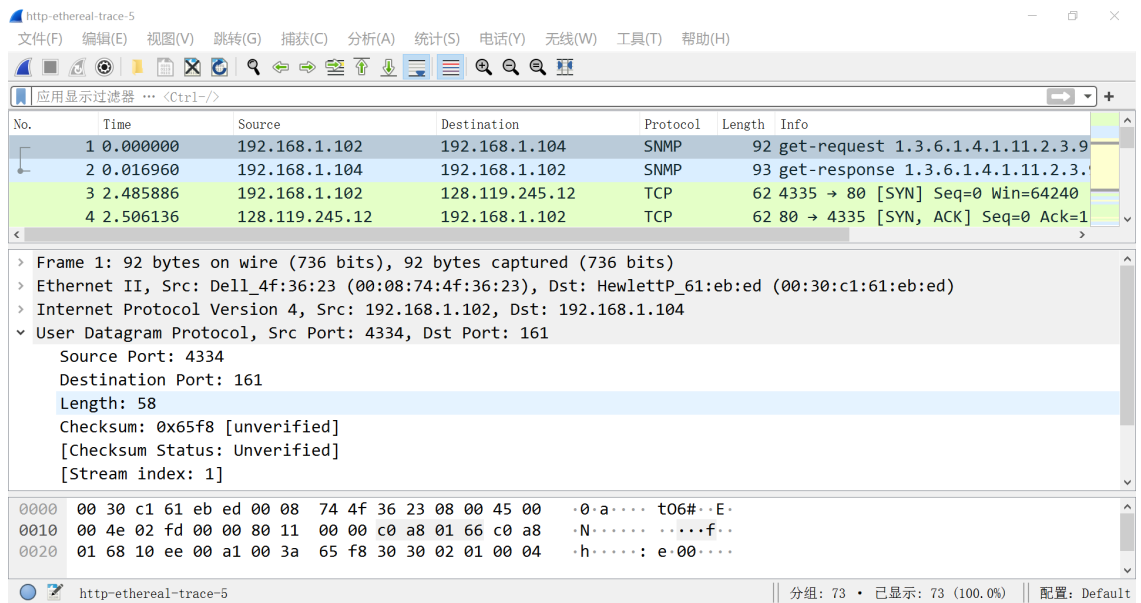 http-ethereal-trace-5
文件(F) 编辑(E) 视图(V) 跳转(G) 捕获(C) 分析(A) 统计(S) 电话(Y) 无线(W) 工具(T) 帮助(H)
应用显示过滤器 ··· <Ctrl-/>
No. Time Source Destination Protocol Length Info
1 0.000000 192.168.1.102 192.168.1.104 SNMP 92 get-request 1.3.6.1.4.1.11.2.3.9
2 0.016960 192.168.1.104 192.168.1.102 SNMP 93 get-response 1.3.6.1.4.1.11.2.3.
3 2.485886 192.168.1.102 128.119.245.12 TCP 62 4335 → 80 [SYN] Seq=0 Win=64240
4 2.506136 128.119.245.12 192.168.1.102 TCP 62 80 → 4335 [SYN, ACK] Seq=0 Ack=1
Frame 1: 92 bytes on wire (736 bits), 92 bytes captured (736 bits)
Ethernet II, Src: Dell_4f:36:23 (00:08:74:4f:36:23), Dst: HewlettP_61:eb:ed (00:30:c1:61:eb:ed)
Internet Protocol Version 4, Src: 192.168.1.102, Dst: 192.168.1.104
User Datagram Protocol, Src Port: 4334, Dst Port: 161
Source Port: 4334
Destination Port: 161
Length: 58
Checksum: 0x65f8 [unverified]
[Checksum Status: Unverified]
[Stream index: 1]
0000 00 30 c1 61 eb ed 00 08 74 4f 36 23 08 00 45 00 ·0·a···· tO6#··E·
0010 00 4e 02 fd 00 00 80 11 00 00 c0 a8 01 66 c0 a8 ·N······ ·····f··
0020 01 68 10 ee 00 a1 00 3a 65 f8 30 30 02 01 00 04 ·h·····: e·00····
http-ethereal-trace-5 分组: 73 · 已显示: 73 (100.0%) 配置: Default